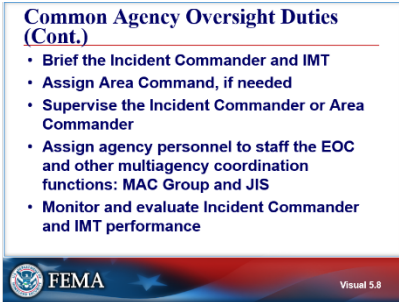 Common Agency Oversight Duties
(Cont.)
• Brief the Incident Commander and IMT
• Assign Area Command, if needed
• Supervise the Incident Commander or Area
Commander
• Assign agency personnel to staff the EOC
and other multiagency coordination
functions: MAC Group and JIS
• Monitor and evaluate Incident Commander
and IMT performance
FEMA
Visual 5.8